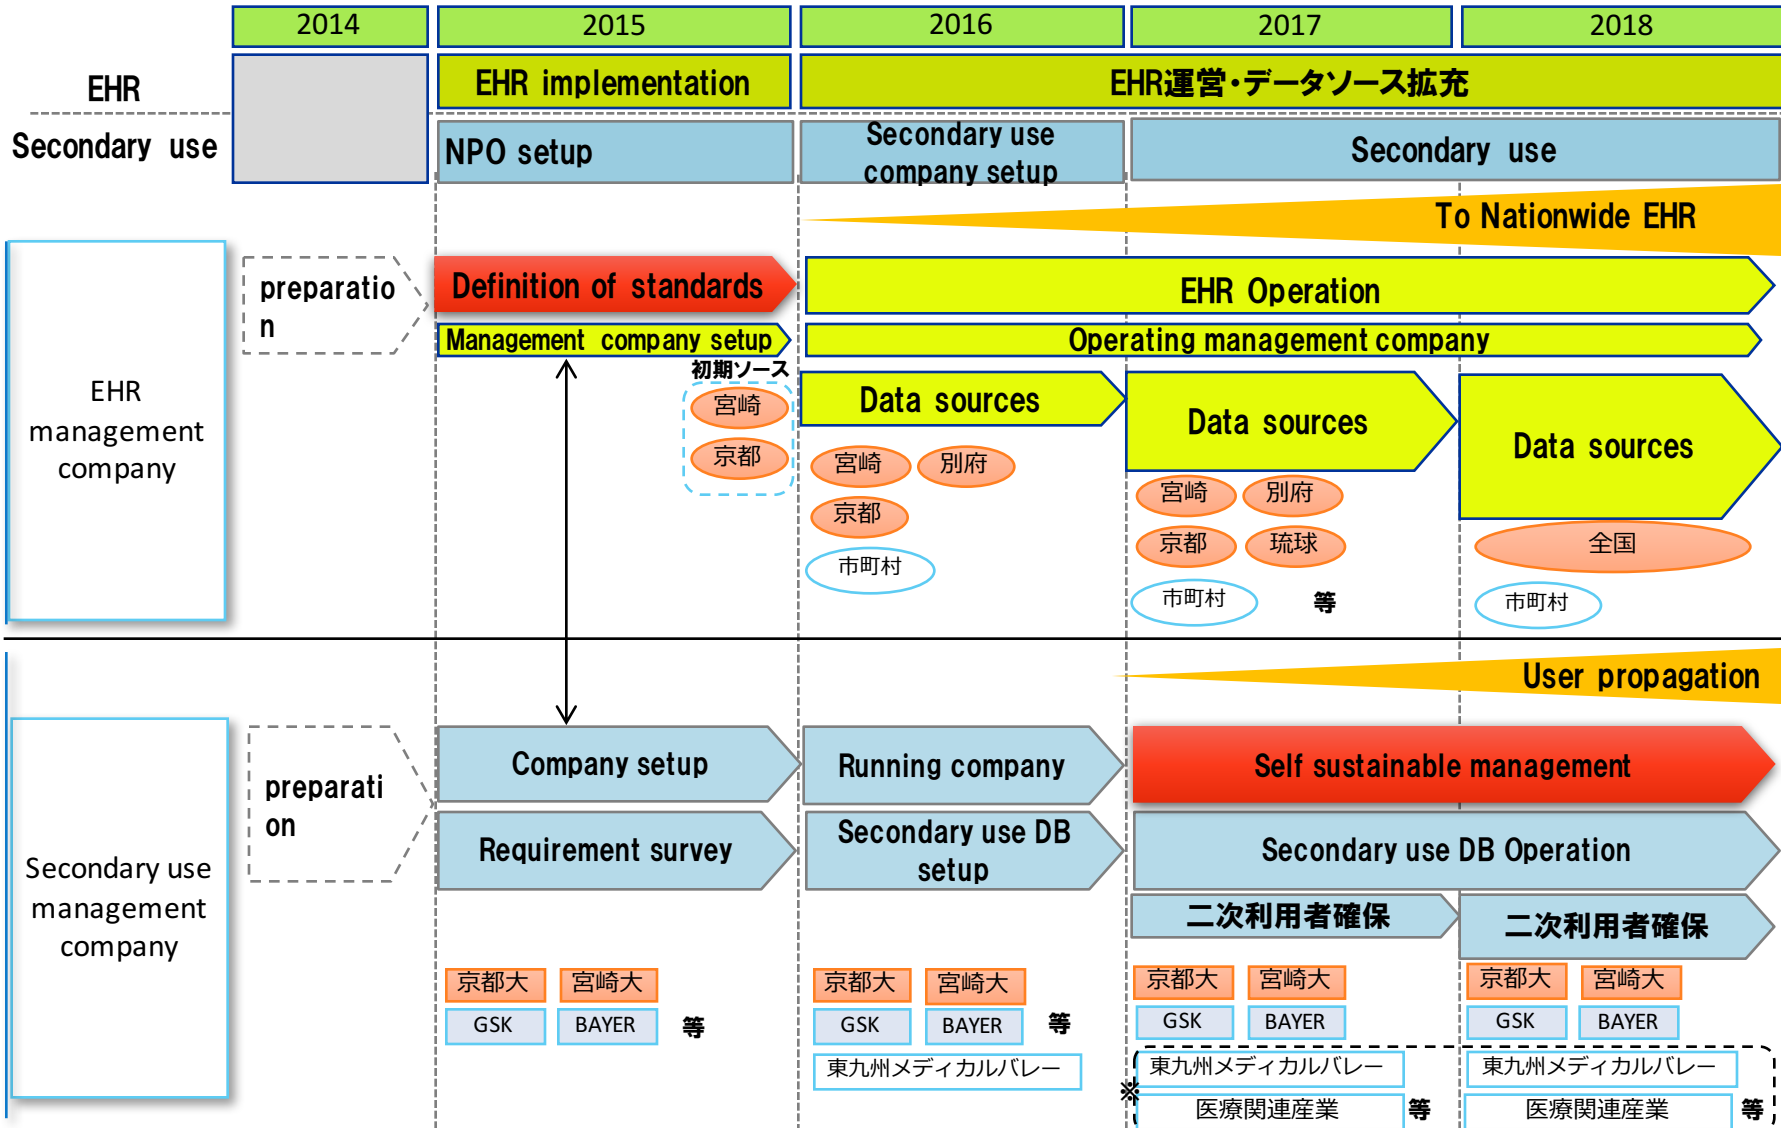 2014
2015
2016
2017
2018
EHR
EHR implementation
EHR運営・データソース拡充
Secondary use
NPO setup
Secondary use
company setup
Secondary use
To Nationwide EHR
EHR
management
company
preparatio
n
Definition of standards
EHR Operation
Management company setup
Operating management company
初期ソース
宮崎
京都
Data sources
宮崎
別府
京都
市町村
Data sources
宮崎
別府
京都
琉球
市町村
等
Data sources
全国
市町村
User propagation
Secondary use
management
company
preparati
on
Company setup
Running company
Self sustainable management
Requirement survey
Secondary use DB
setup
Secondary use DB Operation
二次利用者確保
二次利用者確保
京都大
宮崎大
GSK
BAYER
等
京都大
宮崎大
GSK
BAYER
等
東九州メディカルバレー
京都大
宮崎大
GSK
BAYER
※
東九州メディカルバレー
医療関連産業
等
京都大
宮崎大
GSK
BAYER
東九州メディカルバレー
医療関連産業
等